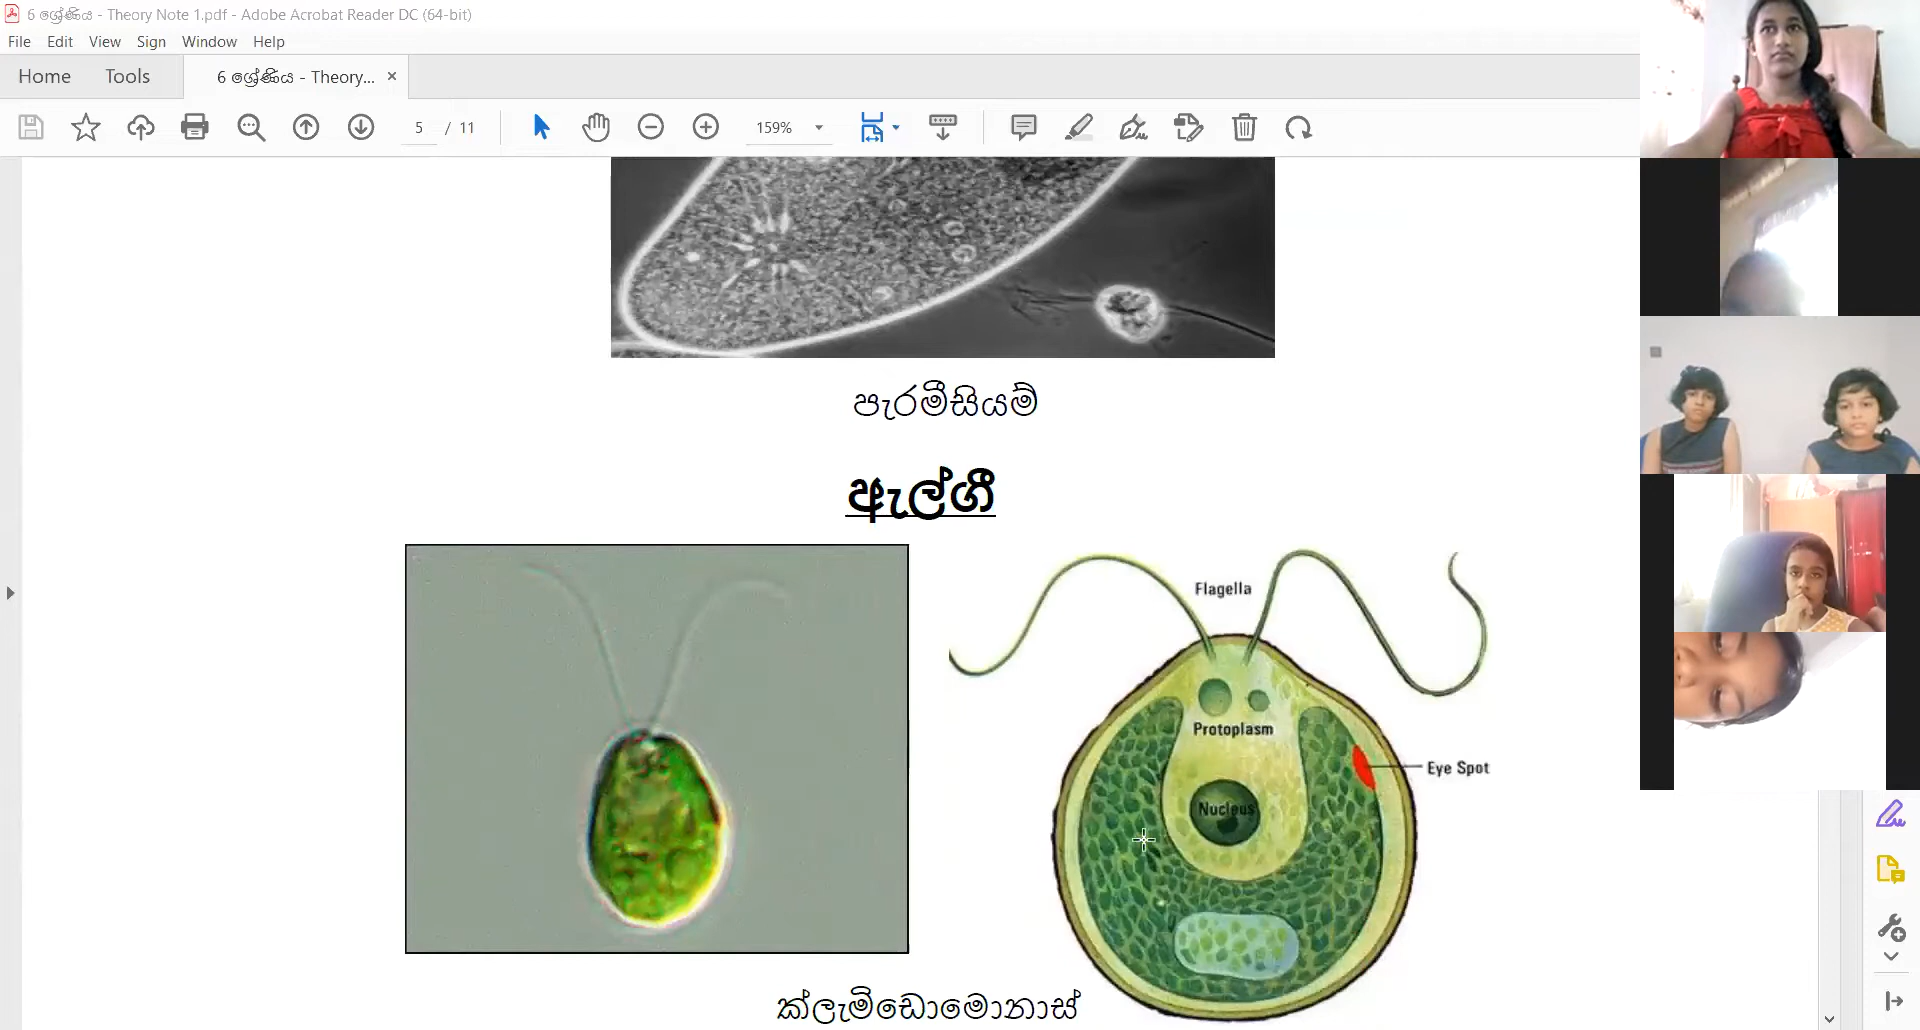 6 ශ්‍රේණිය - Theory Note 1.pdf - Adobe Acrobat Reader DC (64-bit)
File Edit View Sign Window Help
Home Tools 6 ශ්‍රේණිය - Theory... ×
5 / 11 159%
පැරමීසියම්
ඇල්ගී
Flagella
Protoplasm
Eye Spot
Nucleus
ක්ලැමිඩොමොනාස්